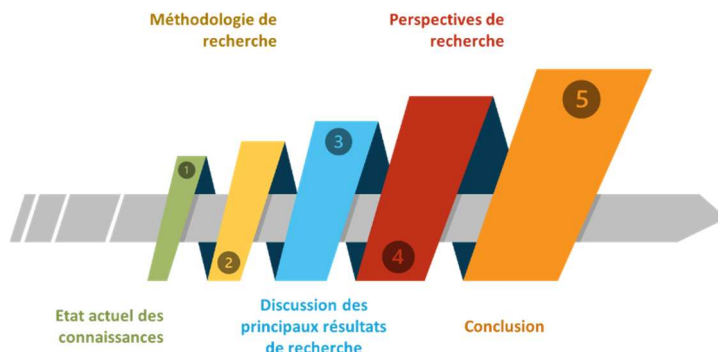 Méthodologie de
recherche
Perspectives de
recherche
5
3
1
2
4
Etat actuel des
connaissances
Discussion des
principaux résultats
de recherche
Conclusion